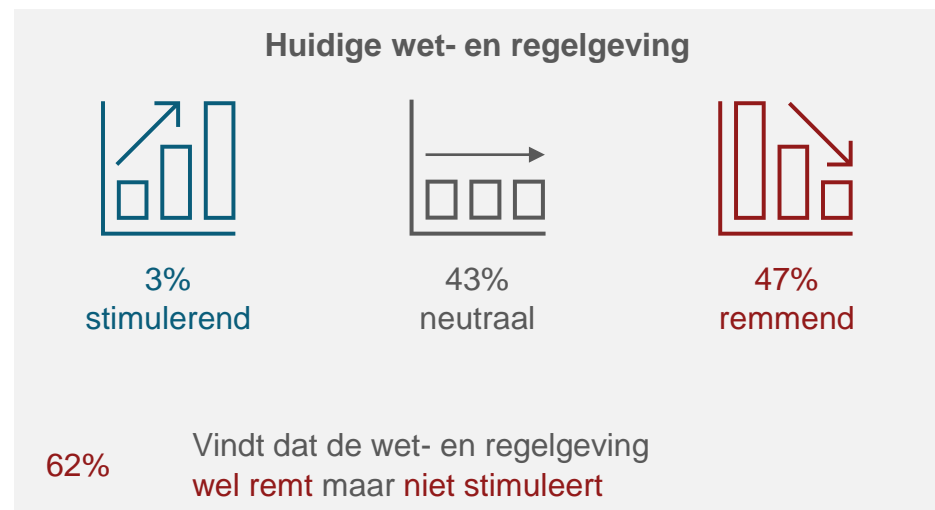 Huidige wet- en regelgeving
3%
stimulerend
43%
neutraal
47%
remmend
62%
Vindt dat de wet- en regelgeving
wel remt maar niet stimuleert